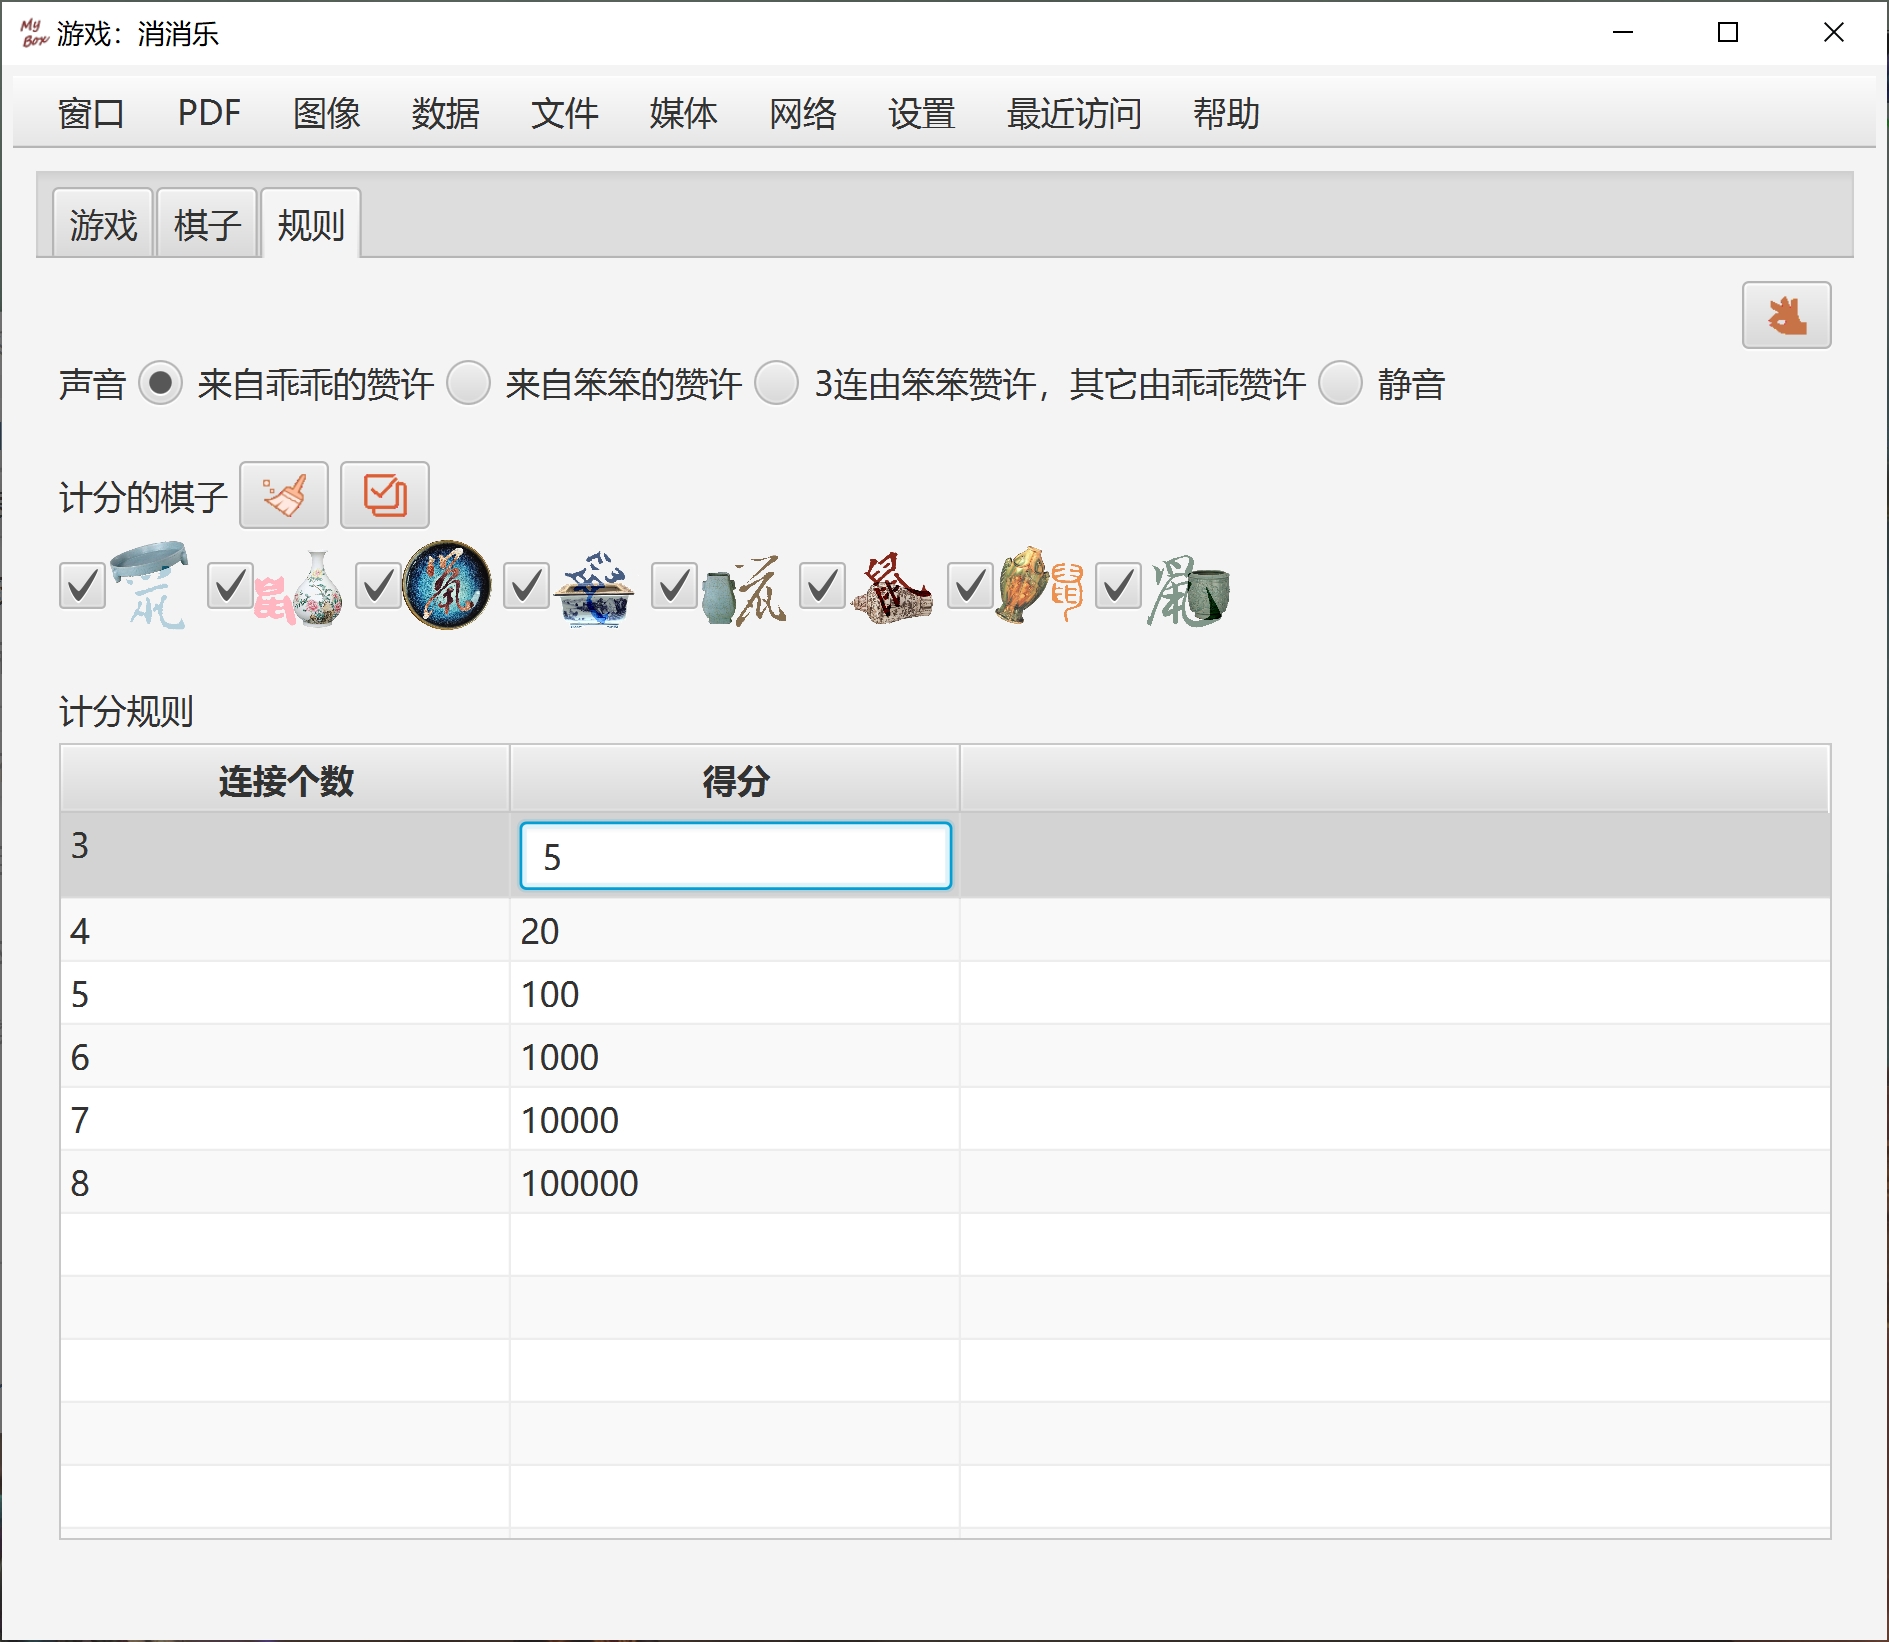 My Box 游戏：消消乐
窗口 PDF 图像 数据 文件 媒体 网络 设置 最近访问 帮助
游戏 棋子 规则
声音 来自乖乖的赞许 来自笨笨的赞许 3连由笨笨赞许，其它由乖乖赞许 静音
计分的棋子
计分规则
连接个数 得分
3 5
4 20
5 100
6 1000
7 10000
8 100000